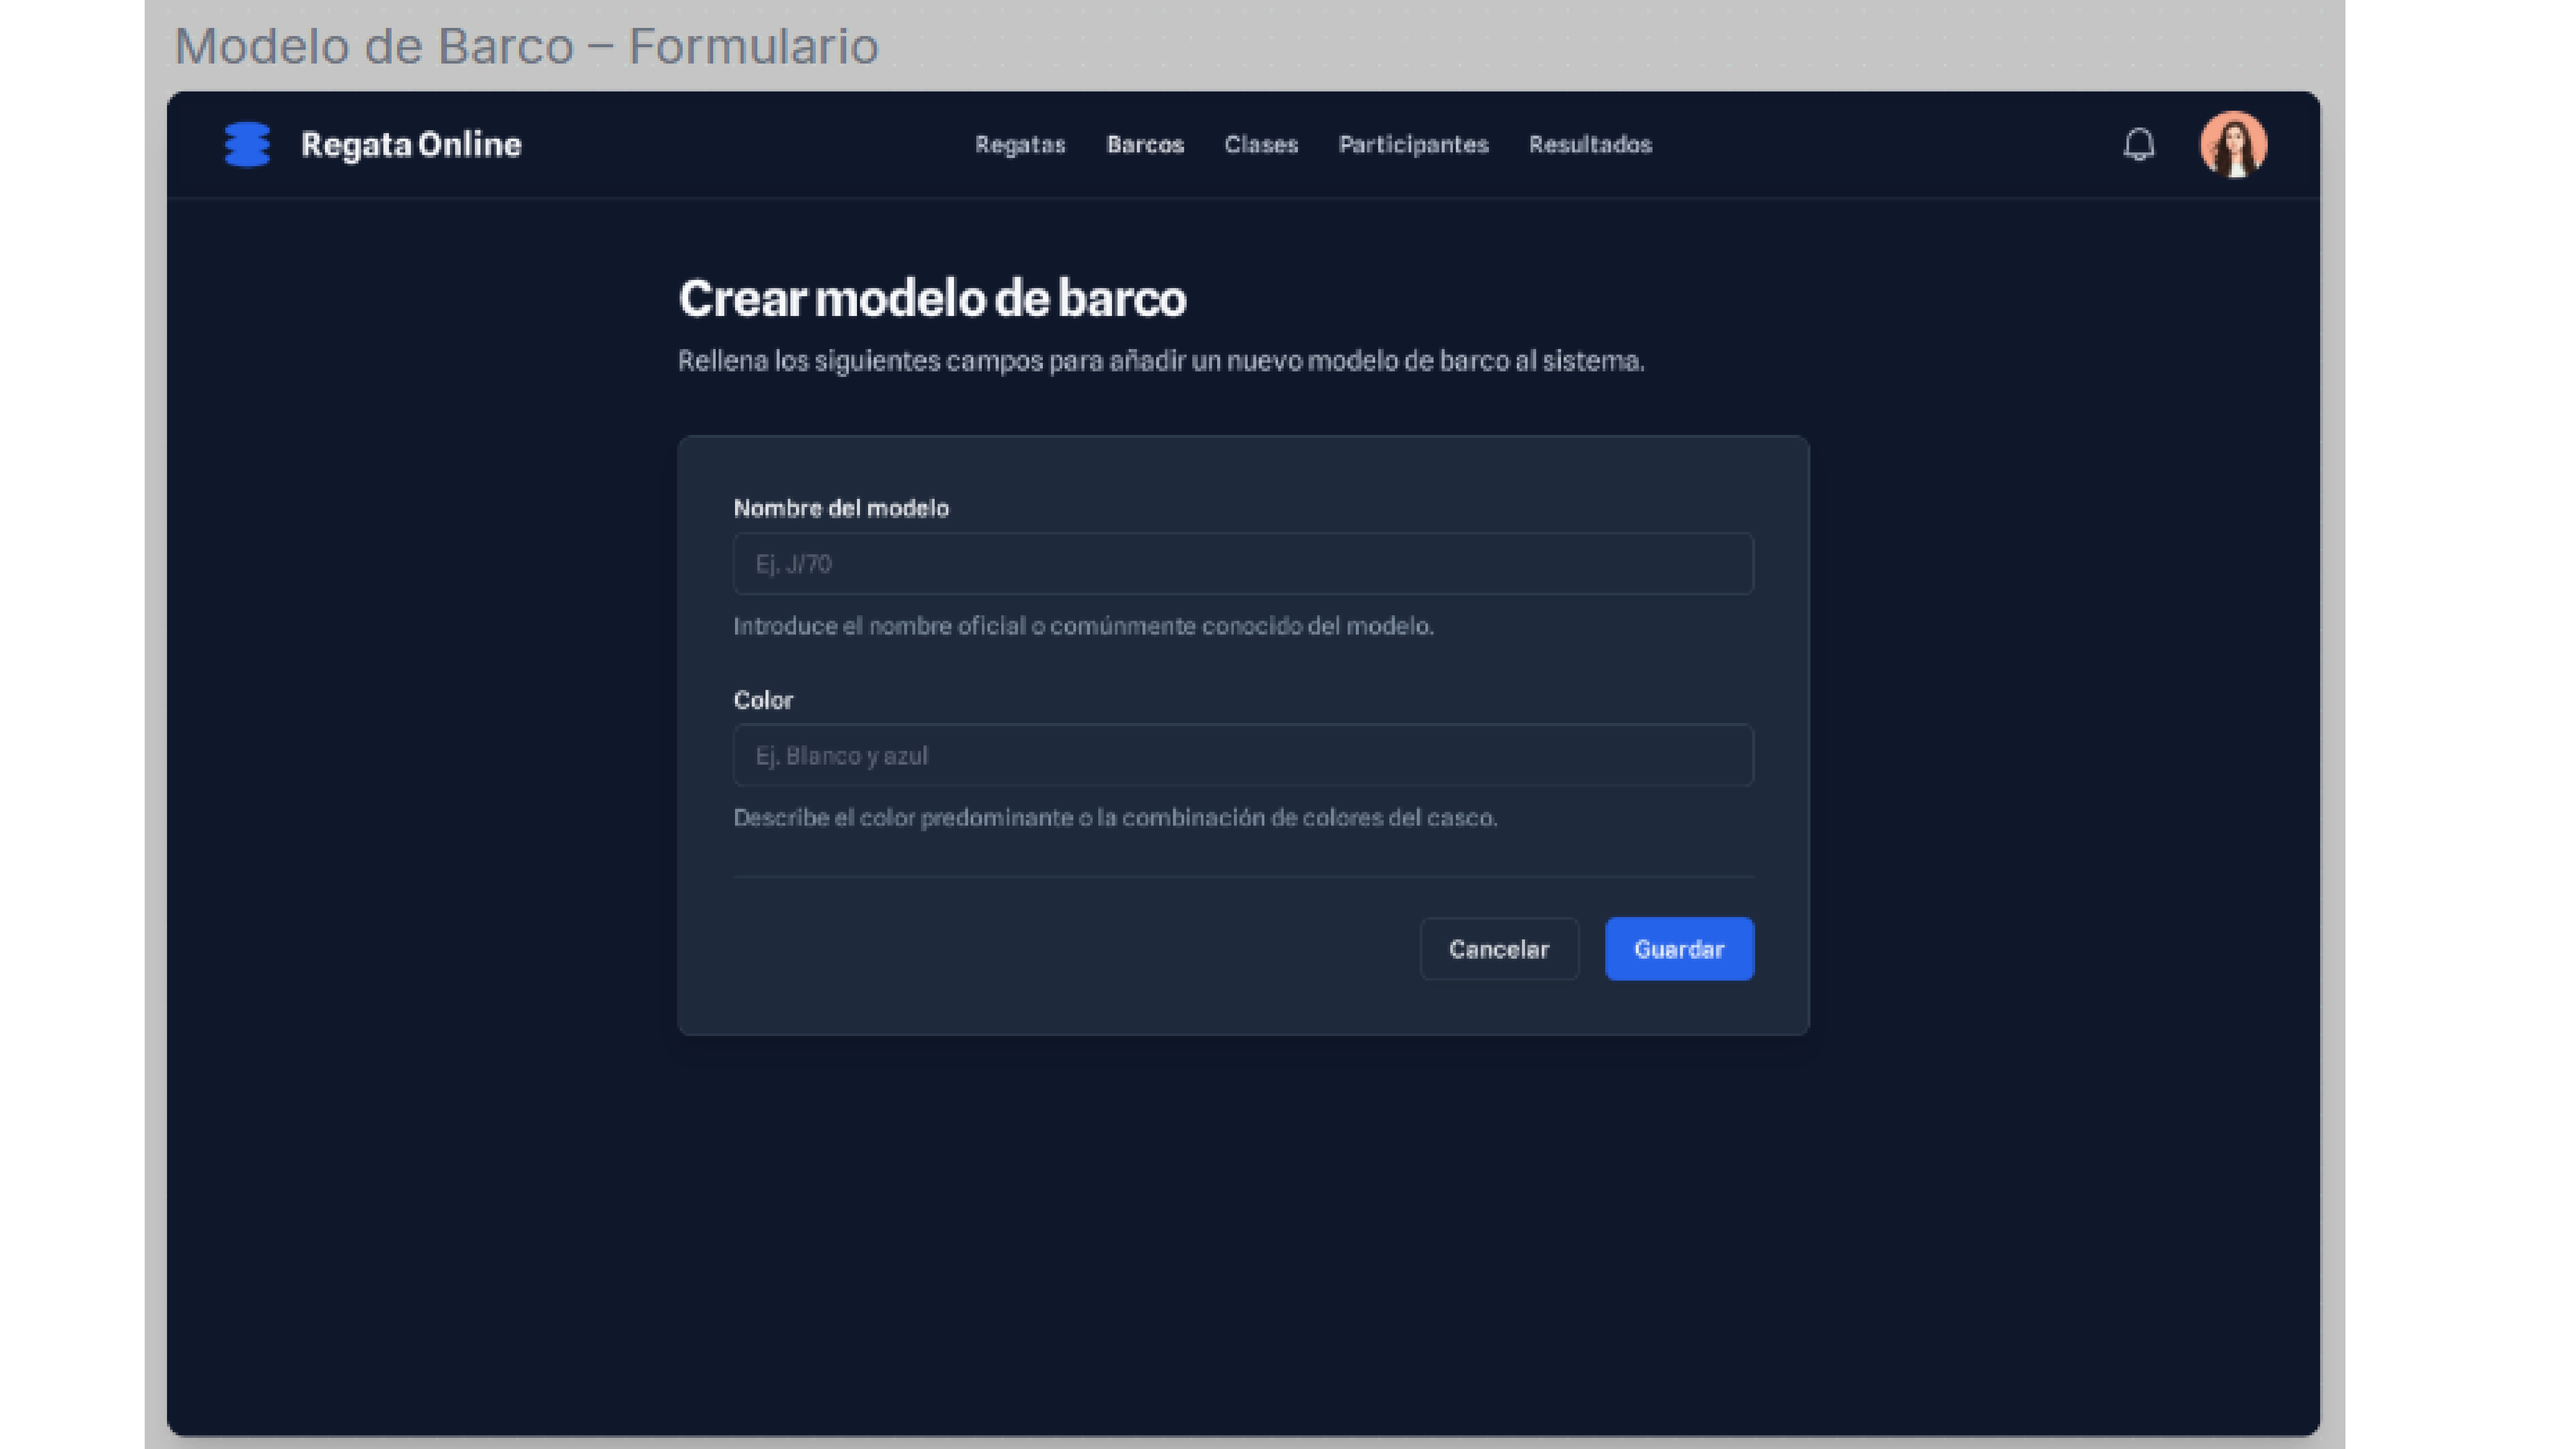 Modelo de Barco – Formulario
Regata Online
Regatas
Barcos
Clases
Participantes
Resultados
Crear modelo de barco
Rellena los siguientes campos para añadir un nuevo modelo de barco al sistema.
Nombre del modelo
Ej. J/70
Introduce el nombre oficial o comúnmente conocido del modelo.
Color
Ej. Blanco y azul
Describe el color predominante o la combinación de colores del casco.
Cancelar
Guardar